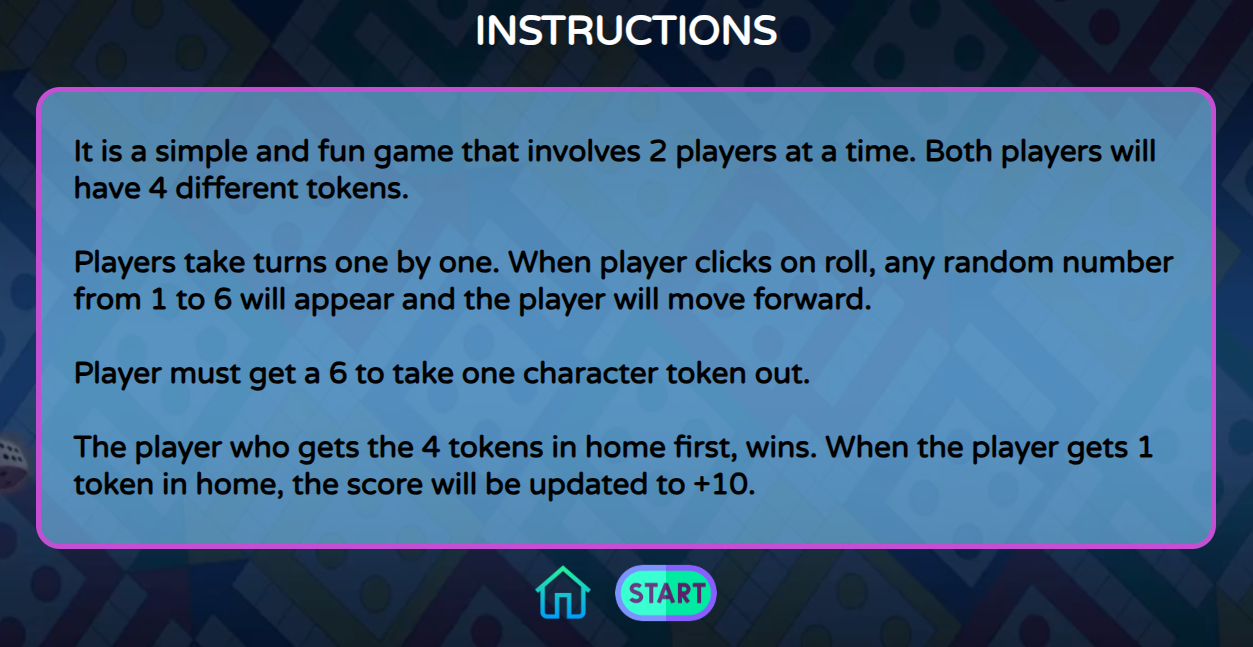 INSTRUCTIONS
It is a simple and fun game that involves 2 players at a time. Both players will
have 4 different tokens.
Players take turns one by one. When player clicks on roll, any random number
from 1 to 6 will appear and the player will move forward.
Player must get a 6 to take one character token out.
The player who gets the 4 tokens in home first, wins. When the player gets 1
token in home, the score will be updated to +10.
START